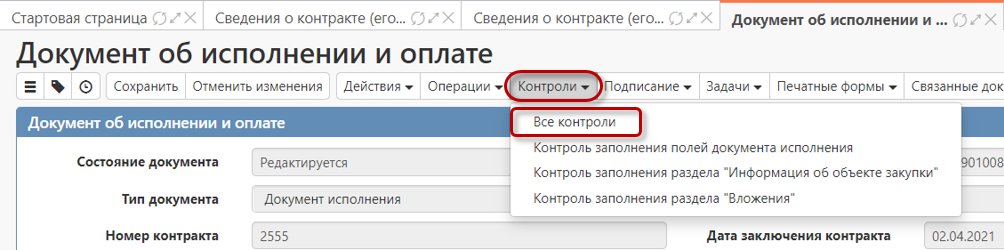 Стартовая страница Сведения о контракте (его... Сведения о контракте (его... Документ об исполнении и ...
Документ об исполнении и оплате
Сохранить Отменить изменения Действия Операции Контроли Подписание Задачи Печатные формы Связанные док
Документ об исполнении и оплате
Все контроли
Контроль заполнения полей документа исполнения
Состояние документа Редактируется 901008
Контроль заполнения раздела "Информация об объекте закупки"
Тип документа Документ исполнения
Контроль заполнения раздела "Вложения"
Номер контракта 2555 Дата заключения контракта 02.04.2021